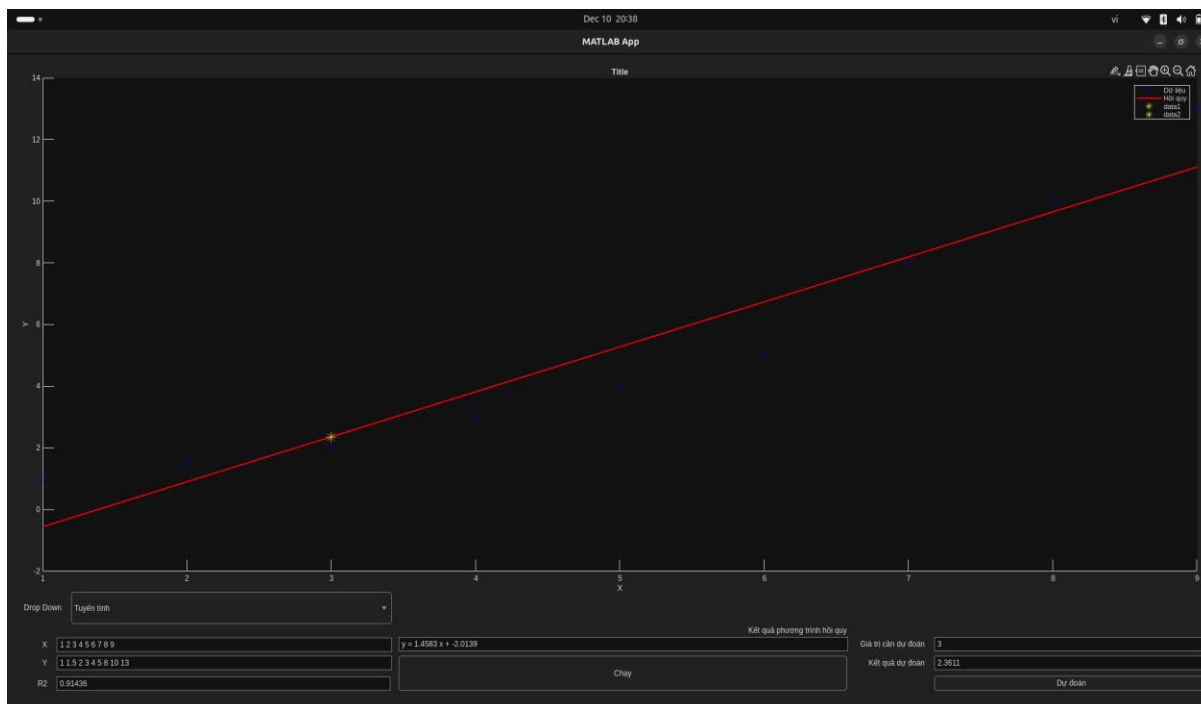 Dec 10 20:38
vi
MATLAB App
Title
Dữ liệu
Hồi quy
data1
data2
14
12
10
8
6
4
2
0
-2
Y
1 2 3 4 5 6 7 8 9
X
Drop Down Tuyến tính
Kết quả phương trình hồi quy
X 1 2 3 4 5 6 7 8 9
y = 1.4583 x + -2.0139
Giá trị cần dự đoán 3
Y 1 1.5 2 3 4 5 8 10 13
Chạy
Kết quả dự đoán 2.3611
R2 0.91436
Dự đoán